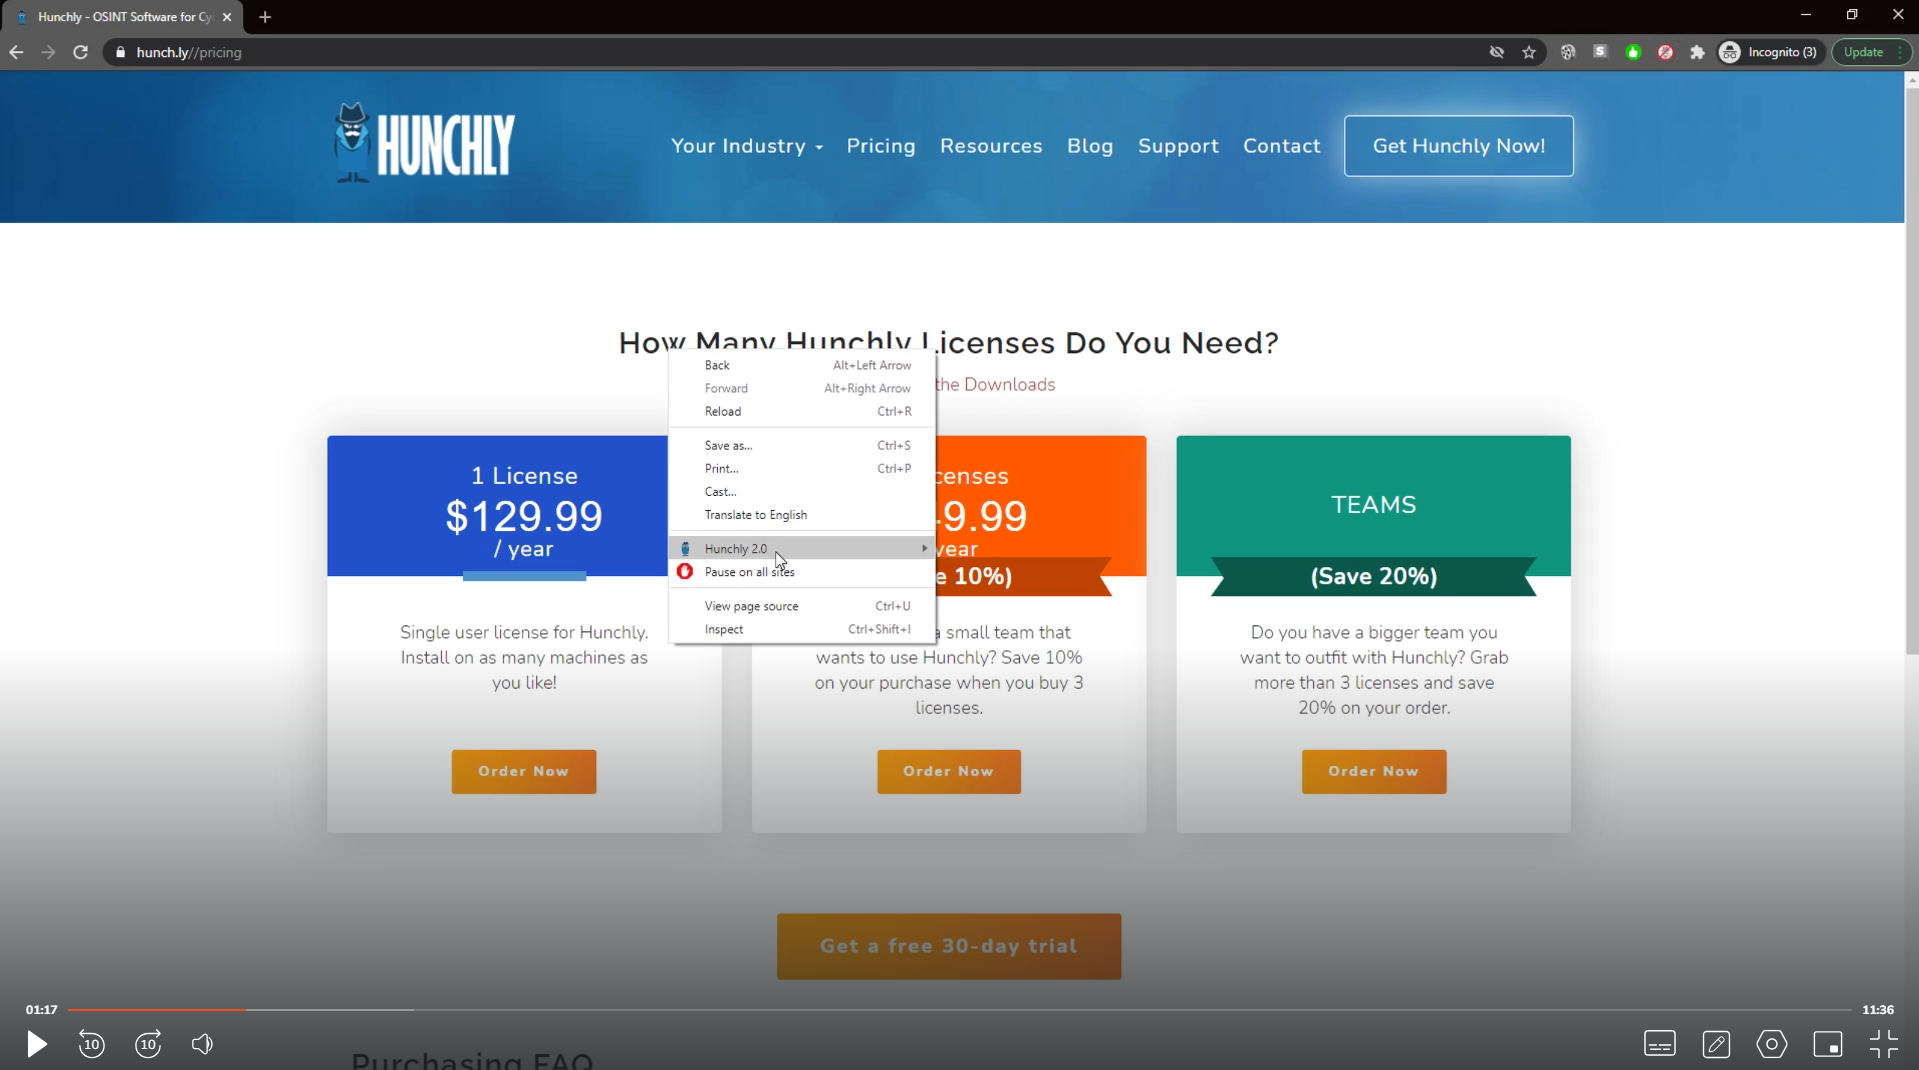 Hunchly - OSINT Software for Cy
hunch.ly//pricing
S
Incognito (3)
Update
HUNCHLY
Your Industry
Pricing
Resources
Blog
Support
Contact
Get Hunchly Now!
How Many Hunchly Licenses Do You Need?
the Downloads
Back Alt+Left Arrow
Forward Alt+Right Arrow
Reload Ctrl+R
Save as... Ctrl+S
Print... Ctrl+P
Cast...
Translate to English
Hunchly 2.0
Pause on all sites
View page source Ctrl+U
Inspect Ctrl+Shift+I
1 License
$129.99
/ year
Single user license for Hunchly.
Install on as many machines as
you like!
Order Now
censes
9.99
year
e 10%)
a small team that
wants to use Hunchly? Save 10%
on your purchase when you buy 3
licenses.
Order Now
TEAMS
(Save 20%)
Do you have a bigger team you
want to outfit with Hunchly? Grab
more than 3 licenses and save
20% on your order.
Order Now
Get a free 30-day trial
01:17
11:36
10
10
Purchasing FAQ